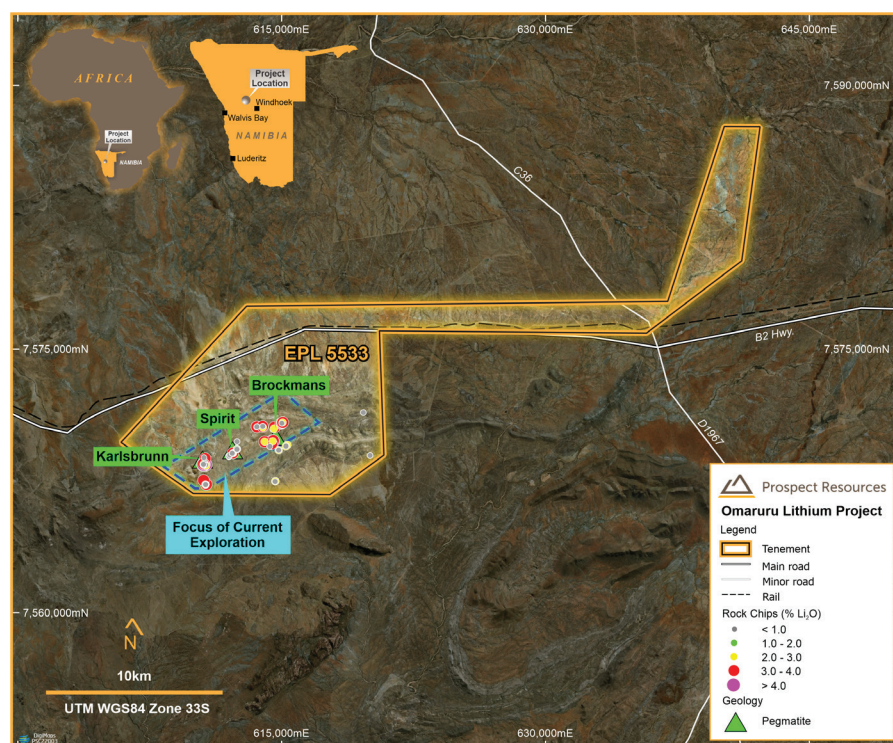 615,000mE
630,000mE
645,000mE
AFRICA
Project
Location
NAMIBIA
Project
Location
Windhoek
Walvis Bay
NAMIBIA
Luderitz
7,590,000mN
C36
7,575,000mN
7,575,000mN
B2 Hwy.
EPL 5533
Brockmans
Spirit
Karlsbrunn
D1967
Focus of Current
Exploration
7,560,000mN
N
10km
UTM WGS84 Zone 33S
615,000mE
630,000mE
Prospect Resources
Omaruru Lithium Project
Legend
Tenement
Main road
Minor road
Rail
Rock Chips (% Li₂O)
< 1.0
1.0 - 2.0
2.0 - 3.0
3.0 - 4.0
> 4.0
Geology
Pegmatite